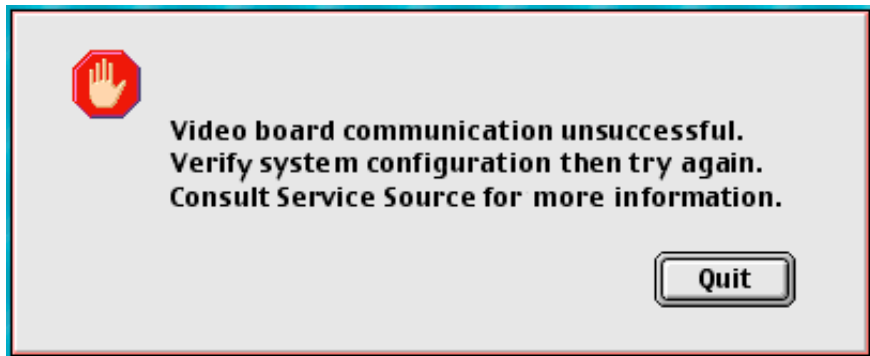 Video board communication unsuccessful.
Verify system configuration then try again.
Consult Service Source for more information.
Quit